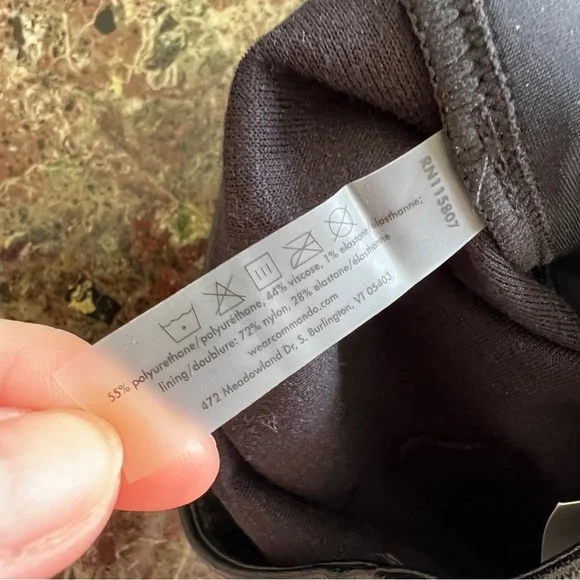 RN115807
55% polyurethane/polyuréthane, 44% viscose, 1% elastane/élasthanne;
lining/doublure: 72% nylon, 28% elastane/élasthanne
wearcommando.com
472 Meadowland Dr, S. Burlington, VT 05403